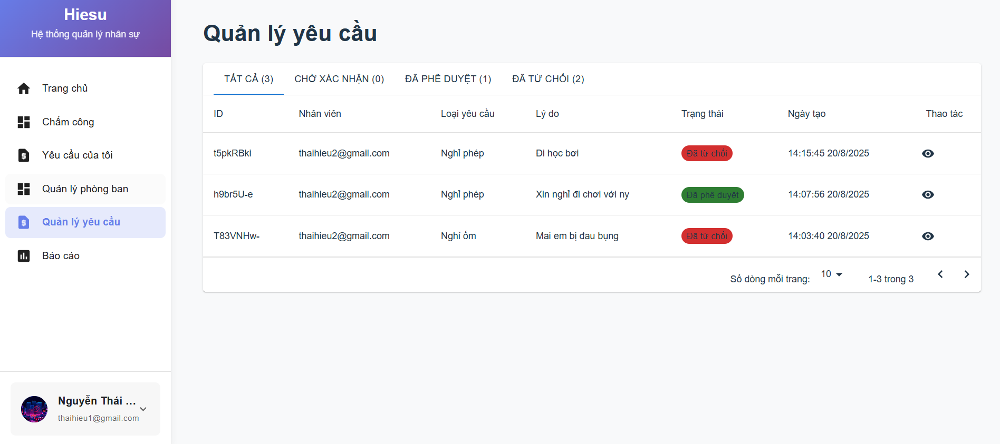 Hiesu
Hệ thống quản lý nhân sự
Trang chủ
Chấm công
Yêu cầu của tôi
Quản lý phòng ban
Quản lý yêu cầu
Báo cáo
Nguyễn Thái ...
thaihieu1@gmail.com
Quản lý yêu cầu
TẤT CẢ (3) CHỜ XÁC NHẬN (0) ĐÃ PHÊ DUYỆT (1) ĐÃ TỪ CHỐI (2)
ID Nhân viên Loại yêu cầu Lý do Trạng thái Ngày tạo Thao tác
t5pkRBki thaihieu2@gmail.com Nghỉ phép Đi học bơi Đã từ chối 14:15:45 20/8/2025
h9br5U-e thaihieu2@gmail.com Nghỉ phép Xin nghỉ đi chơi với ny Đã phê duyệt 14:07:56 20/8/2025
T83VNHw- thaihieu2@gmail.com Nghỉ ốm Mai em bị đau bụng Đã từ chối 14:03:40 20/8/2025
Số dòng mỗi trang: 10 1-3 trong 3